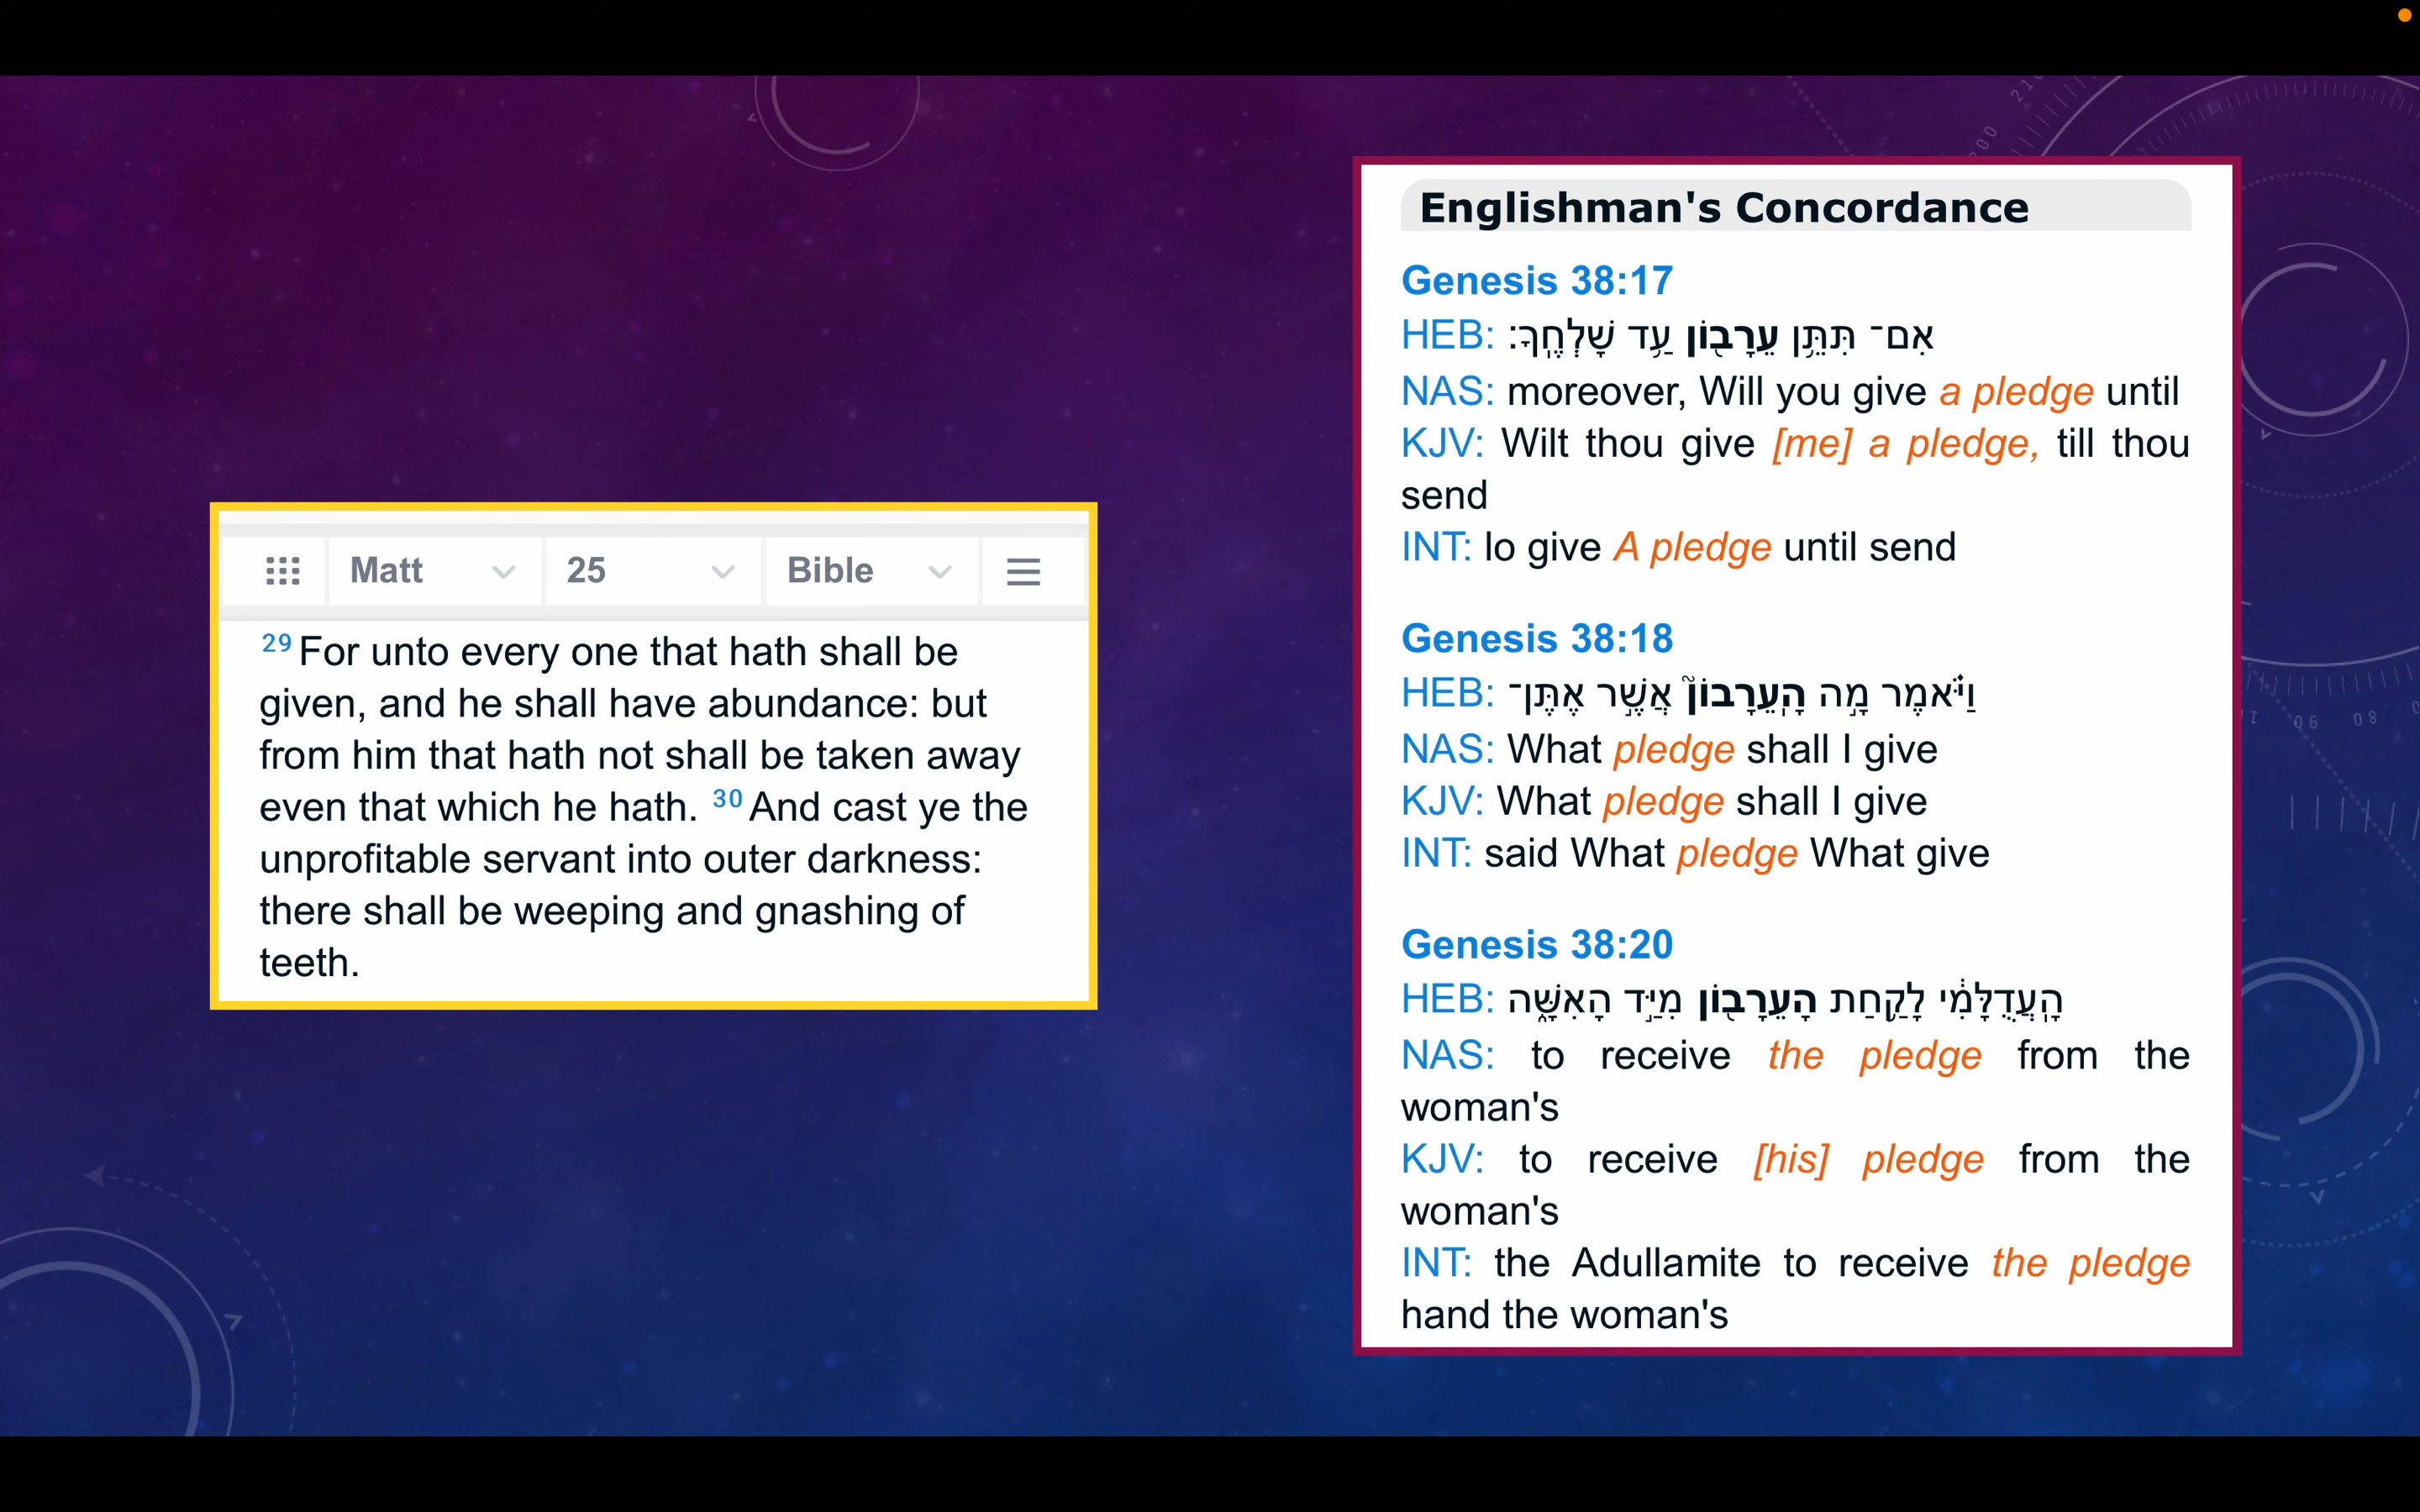 Matt 25 Bible
29 For unto every one that hath shall be
given, and he shall have abundance: but
from him that hath not shall be taken away
even that which he hath. 30 And cast ye the
unprofitable servant into outer darkness:
there shall be weeping and gnashing of
teeth.
Englishman's Concordance
Genesis 38:17
HEB: אִם־ תִּתֵּ֥ן עֵרָב֖וֹן עַ֥ד שָׁלְחֶֽךָ׃
NAS: moreover, Will you give a pledge until
KJV: Wilt thou give [me] a pledge, till thou
send
INT: lo give A pledge until send
Genesis 38:18
HEB: וַיֹּ֗אמֶר מָ֣ה הָֽעֵרָבוֹן֮ אֲשֶׁ֣ר אֶתֶּן־
NAS: What pledge shall I give
KJV: What pledge shall I give
INT: said What pledge What give
Genesis 38:20
HEB: הָֽעֲדֻלָּמִ֔י לָקַ֥חַת הָעֵרָב֖וֹן מִיַּ֣ד הָאִשָּׁ֑ה
NAS: to receive the pledge from the
woman's
KJV: to receive [his] pledge from the
woman's
INT: the Adullamite to receive the pledge
hand the woman's